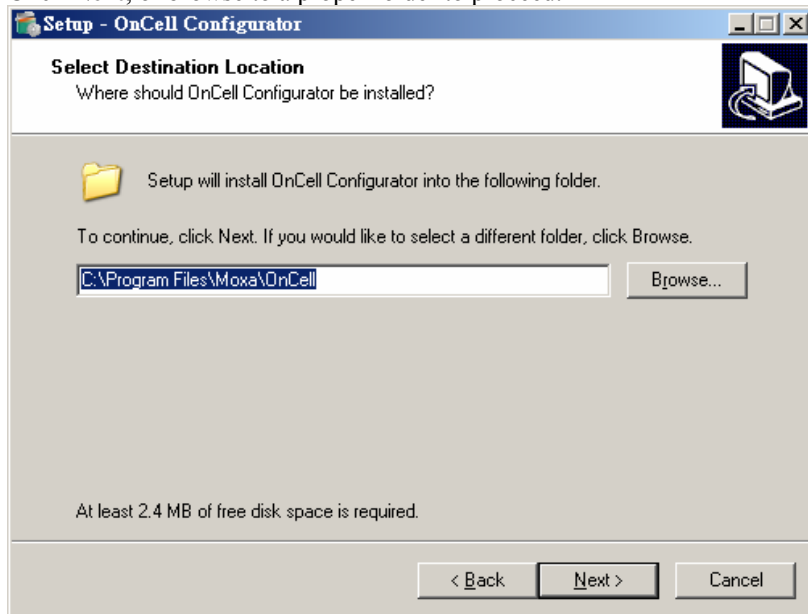 Setup - OnCell Configurator
Select Destination Location
Where should OnCell Configurator be installed?
Setup will install OnCell Configurator into the following folder.
To continue, click Next. If you would like to select a different folder, click Browse.
C:\Program Files\Moxa\OnCell
Browse...
At least 2.4 MB of free disk space is required.
< Back Next > Cancel